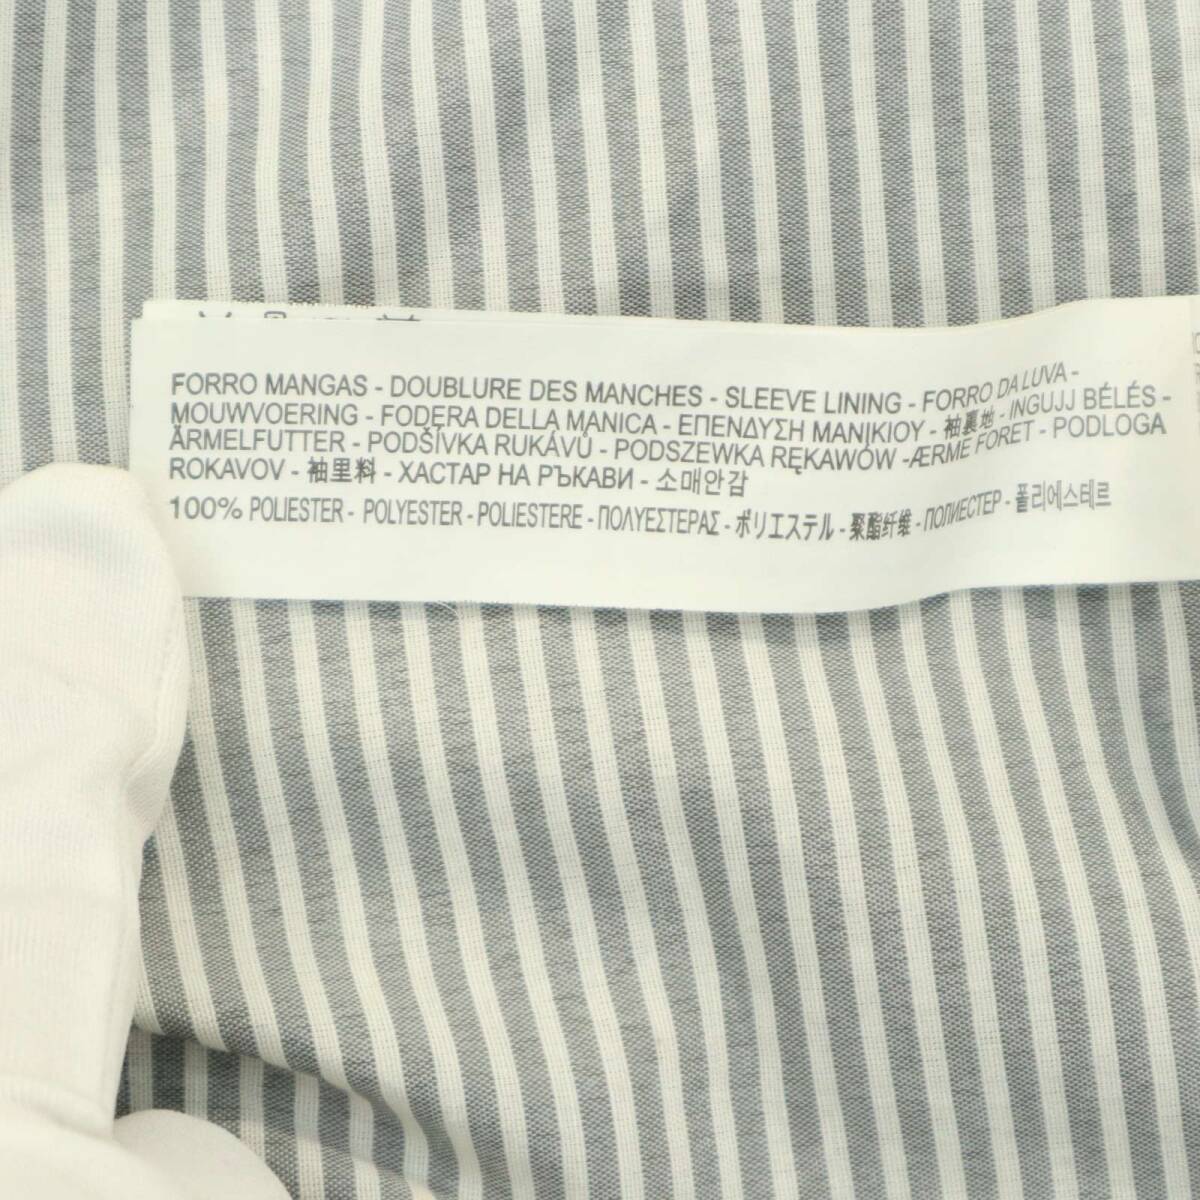 FORRO MANGAS - DOUBLURE DES MANCHES - SLEEVE LINING - FORRO DA LUVA -
MOUWVOERING - FODERA DELLA MANICA - ΕΠΕΝΔΥΣΗ ΜΑΝΙΚΙΟΥ - 袖裏地 - INGUJJ BÉLÉS -
ÄRMELFUTTER - PODŠÍVKA RUKÁVŮ - PODSZEWKA RĘKAWÓW -ÆRME FORET - PODLOGA
ROKAVOV - 袖里料 - ХАСТАР НА РЪКАВИ - 소매안감
100% POLIESTER - POLYESTER - POLIESTERE - ΠΟΛΥΕΣΤΕΡΑΣ - ポリエステル - 聚酯纤维 - ПОЛИЕСТЕР - 폴리에스테르